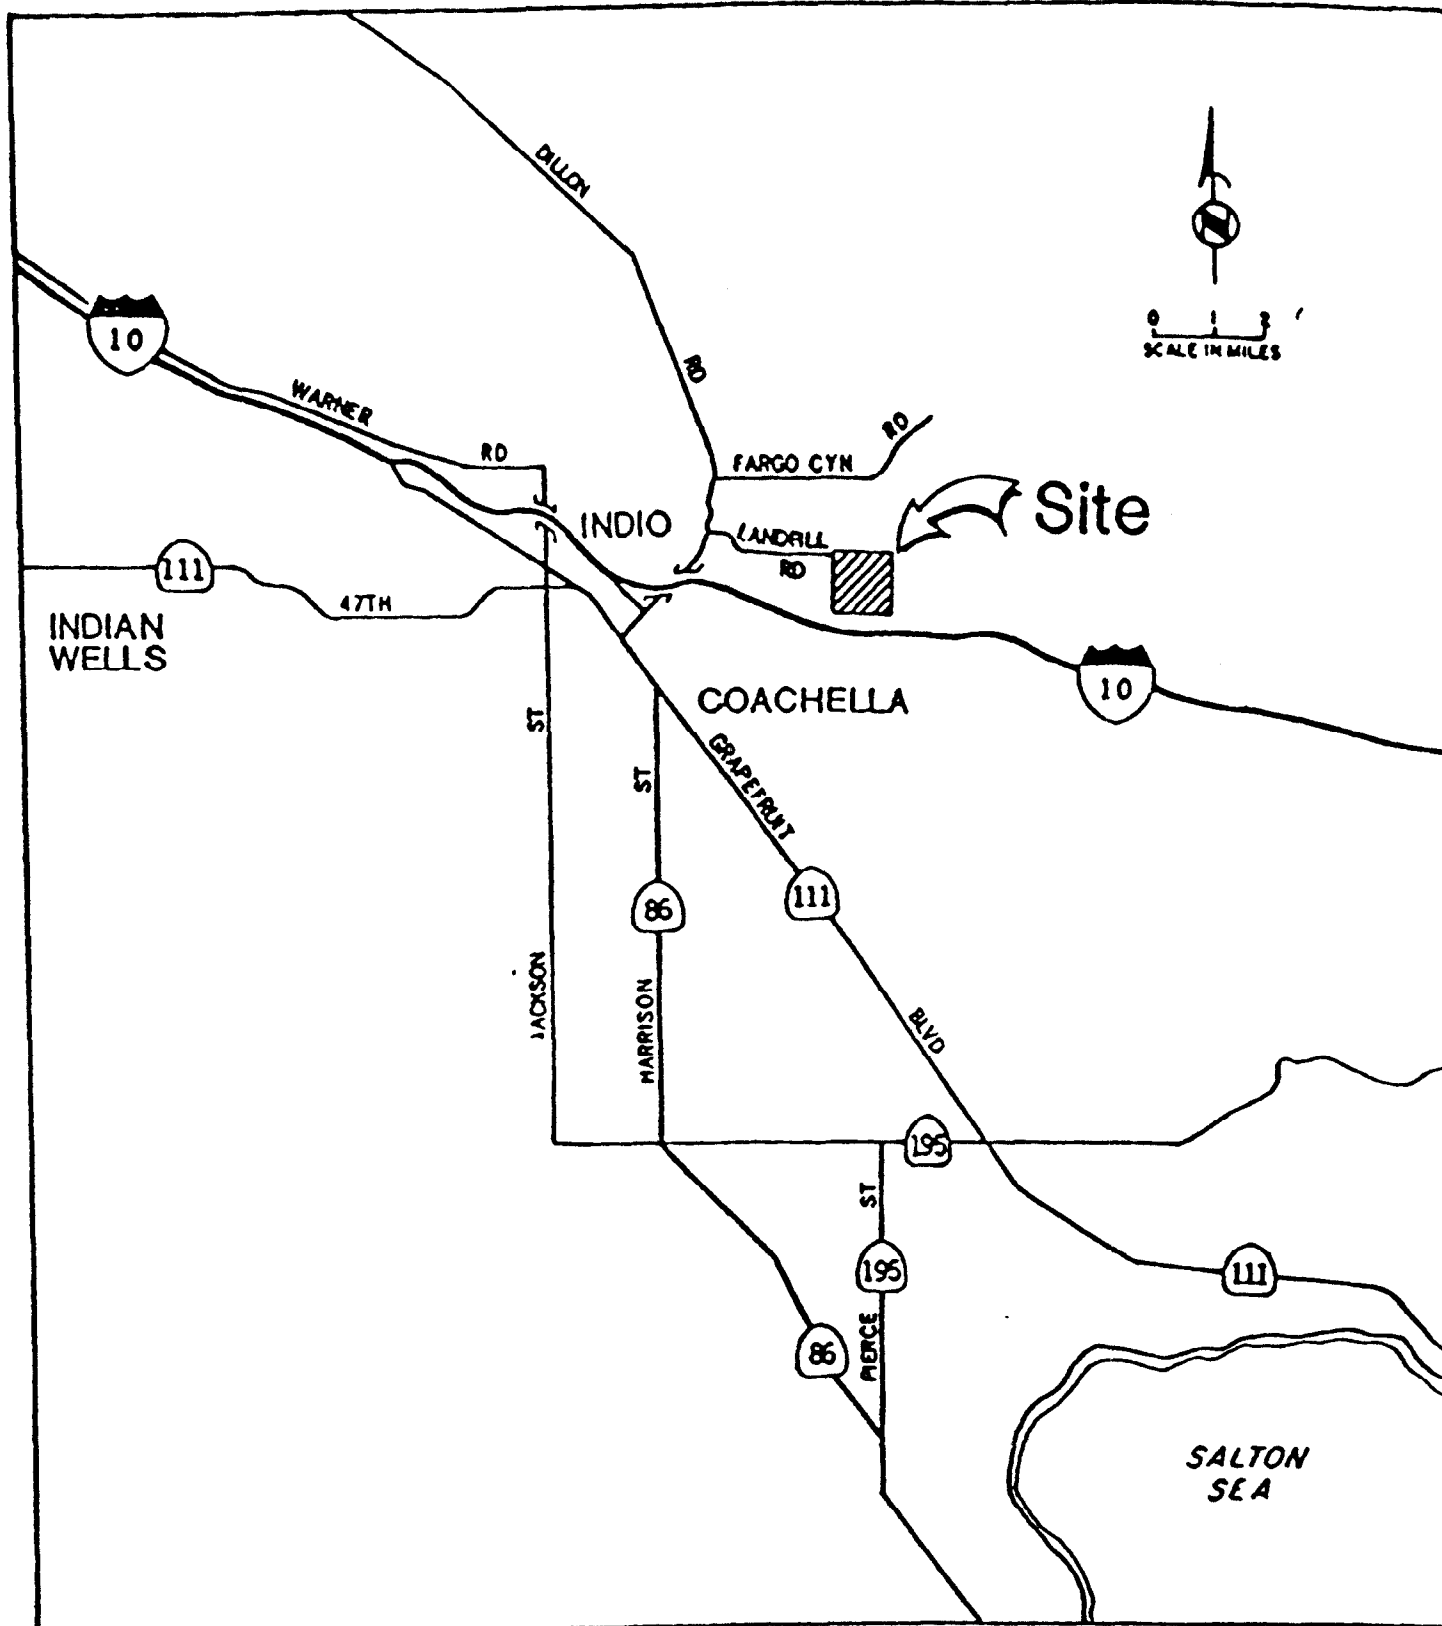 DILLON
N
0 1 2
SCALE IN MILES
10
RD
WARNER
RD
RD
FARGO CYN
Site
INDIO
LANDFILL
RD
111
47TH
INDIAN
WELLS
10
COACHELLA
ST
GRAPEFRUIT
ST
111
86
JACKSON
HARRISON
BLVD
195
ST
195
111
PIERCE
86
SALTON
SEA